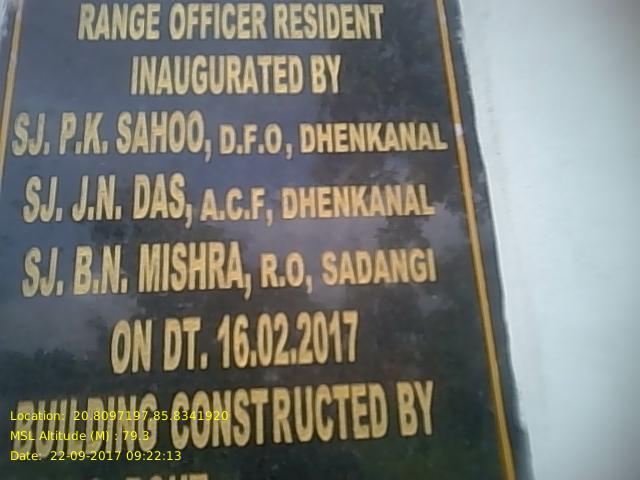 RANGE OFFICER RESIDENT
INAUGURATED BY
SJ. P.K. SAHOO, D.F.O, DHENKANAL
SJ. J.N. DAS, A.C.F, DHENKANAL
SJ. B.N. MISHRA, R.O, SADANGI
ON DT. 16.02.2017
BUILDING CONSTRUCTED BY
Location: 20.8097197,85.8341920
MSL Altitude (M) : 79.3
Date: 22-09-2017 09:22:13